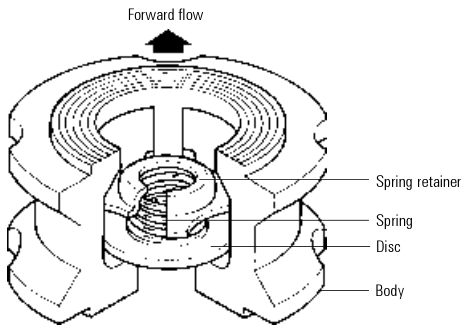 Forward flow
Spring retainer
Spring
Disc
Body